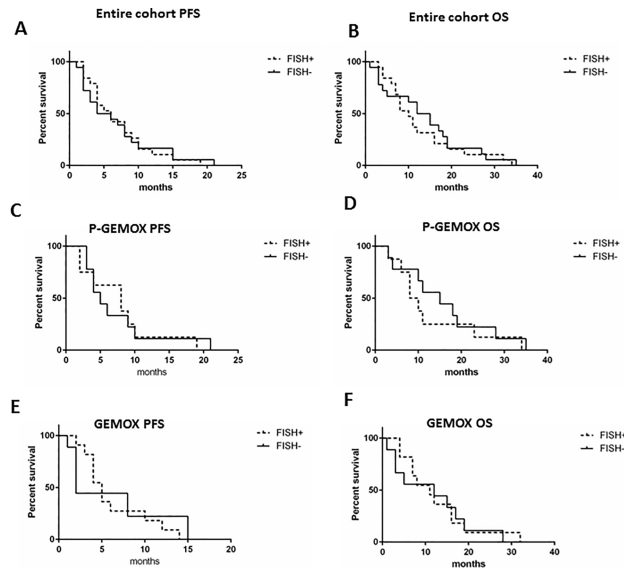 Entire cohort PFS
A
100
50
0
Percent survival
0 5 10 15 20 25
months
FISH+
FISH-
Entire cohort OS
B
100
50
0
Percent survival
0 10 20 30 40
months
FISH+
FISH-
C
P-GEMOX PFS
100
50
0
Percent survival
0 5 10 15 20 25
months
FISH+
FISH-
D
P-GEMOX OS
100
50
0
Percent survival
0 10 20 30 40
months
FISH+
FISH-
E
GEMOX PFS
100
50
0
Percent survival
0 5 10 15 20
months
FISH+
FISH-
F
GEMOX OS
100
50
0
Percent survival
0 10 20 30 40
months
FISH+
FISH-